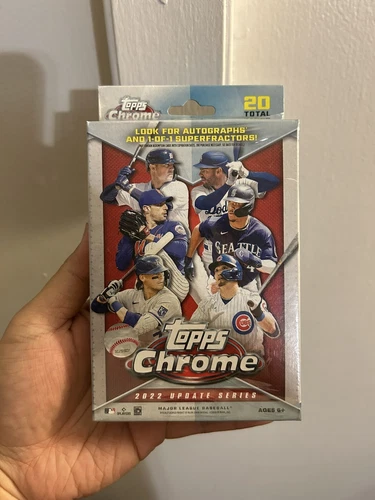 TOPPS
Chrome
20
TOTAL
LOOK FOR AUTOGRAPHS
AND 1-OF-1 SUPERFRACTORS!
SEATTLE
TOPPS
Chrome
2022 UPDATE SERIES
MAJOR LEAGUE BASEBALL
AGES 6+